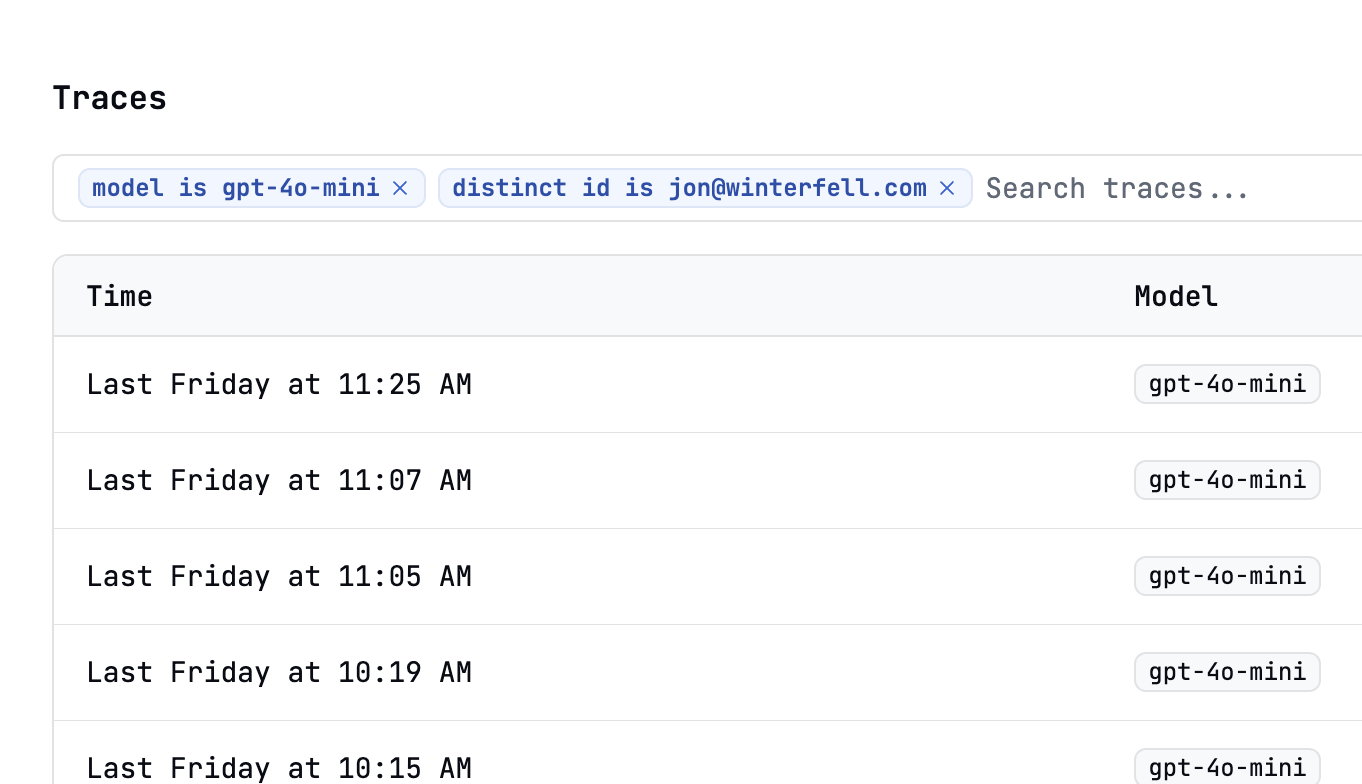 Traces
model is gpt-4o-mini × distinct id is jon@winterfell.com × Search traces...
Time Model
Last Friday at 11:25 AM gpt-4o-mini
Last Friday at 11:07 AM gpt-4o-mini
Last Friday at 11:05 AM gpt-4o-mini
Last Friday at 10:19 AM gpt-4o-mini
Last Friday at 10:15 AM gpt-4o-mini